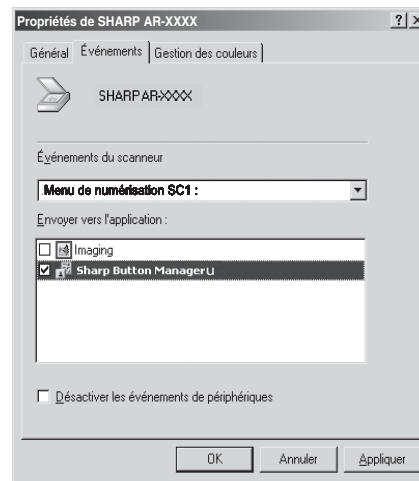 Propriétés de SHARP AR-XXXX
Général Événements Gestion des couleurs
SHARP AR-XXXX
Événements du scanneur
Menu de numérisation SC1 :
Envoyer vers l'application :
Imaging
Sharp Button Manager U
Désactiver les événements de périphériques
OK Annuler Appliquer